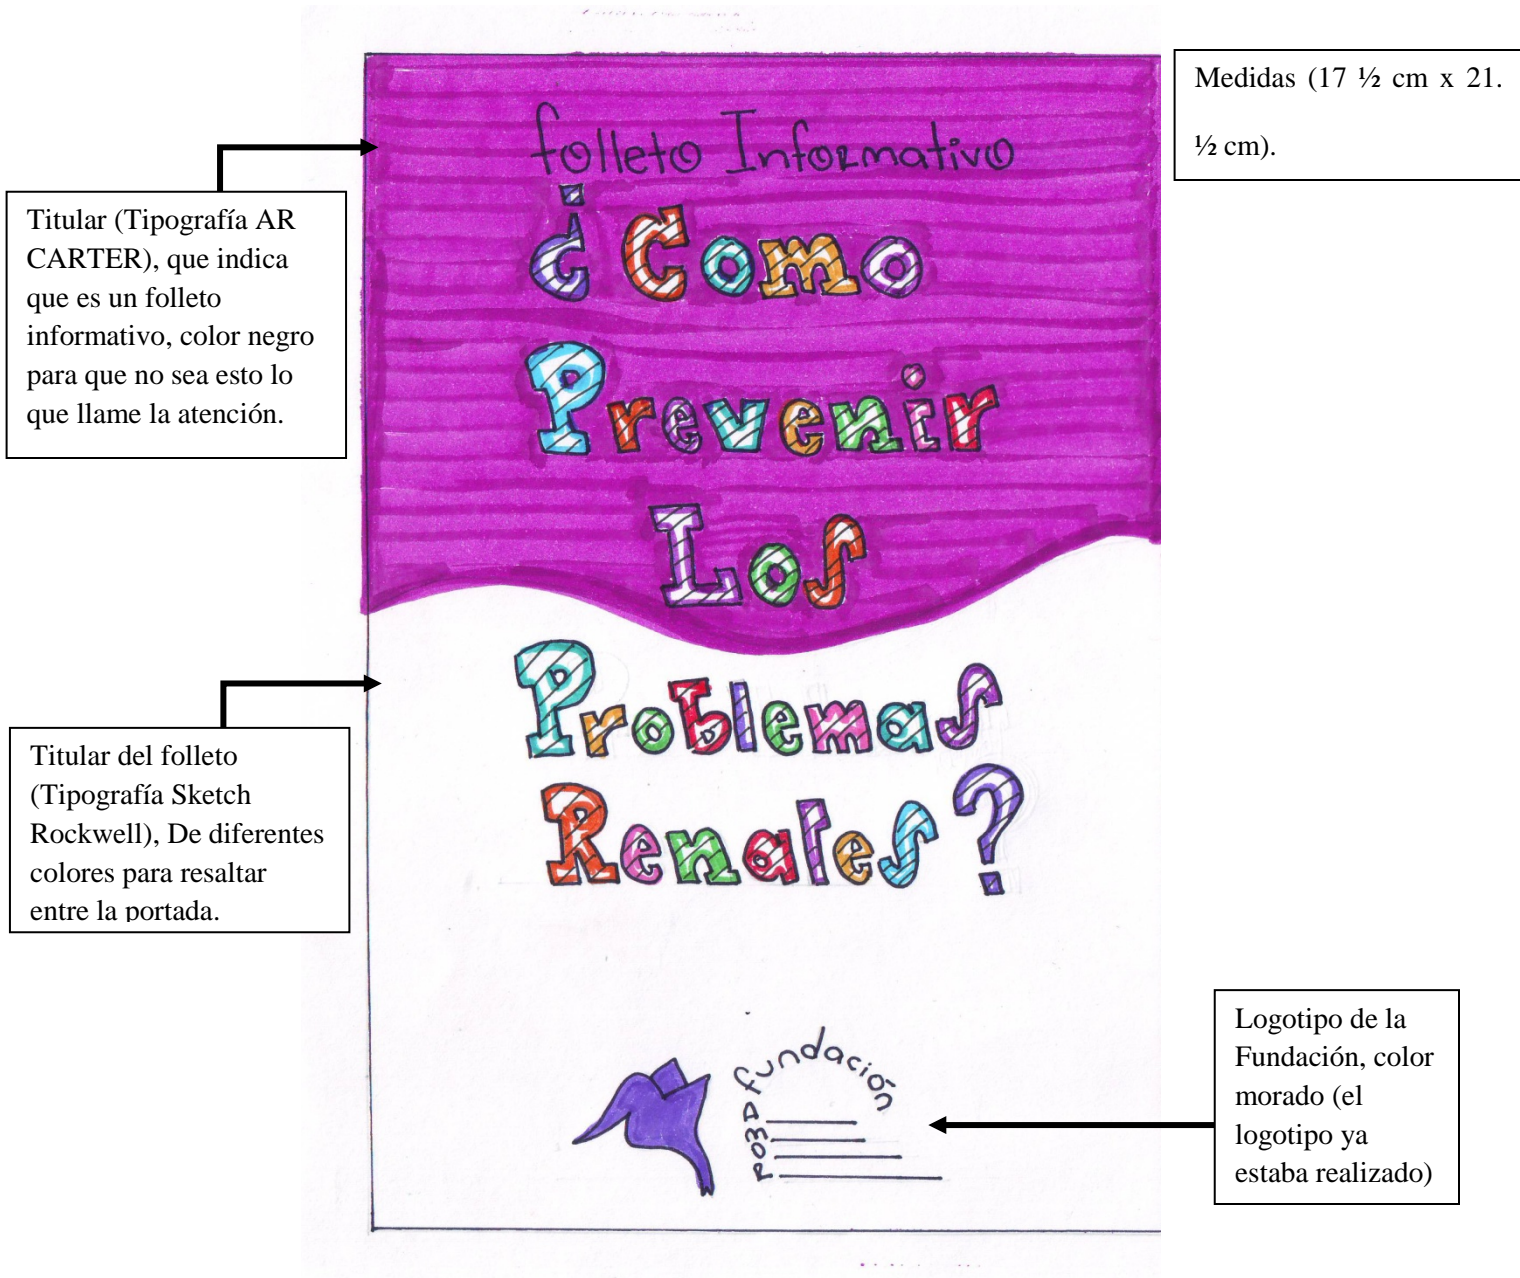 Medidas (17 ½ cm x 21.
½ cm).
folleto Informativo
¿Como
Prevenir
Los
Problemas
Renales?
Titular (Tipografía AR
CARTER), que indica
que es un folleto
informativo, color negro
para que no sea esto lo
que llame la atención.
Titular del folleto
(Tipografía Sketch
Rockwell), De diferentes
colores para resaltar
entre la portada.
fundación
Logotipo de la
Fundación, color
morado (el
logotipo ya
estaba realizado)